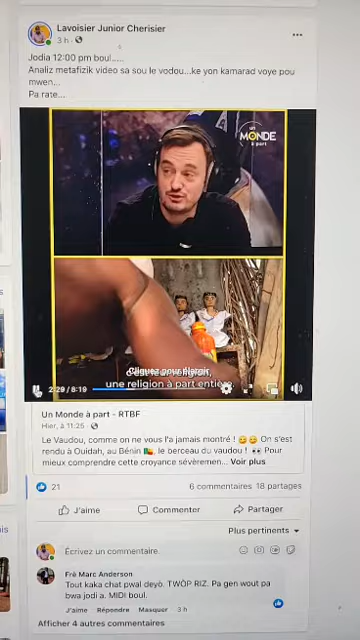 Lavoisier Junior Cherisier
3 h ·
Jodia 12:00 pm boul.....
Analiz metafizik video sa sou le vodou...ke yon kamarad voye pou
mwen...
Pa rate...
un
MONDE
à part
Cliquez pour élargir
une religion à part entière.
2:29 / 8:19
Un Monde à part - RTBF
Hier, à 11:25 ·
Le Vaudou, comme on ne vous l'a jamais montré ! On s'est
rendu à Ouidah, au Bénin, le berceau du vaudou ! Pour
mieux comprendre cette croyance sévèremen... Voir plus
21
6 commentaires 18 partages
J'aime
Commenter
Partager
Plus pertinents
Écrivez un commentaire.
Frè Marc Anderson
Tout kaka chat pwal deyò. TWÒP RIZ. Pa gen wout pa
bwa jodi a. MIDI boul.
J'aime Répondre Masquer 3 h
Afficher 4 autres commentaires